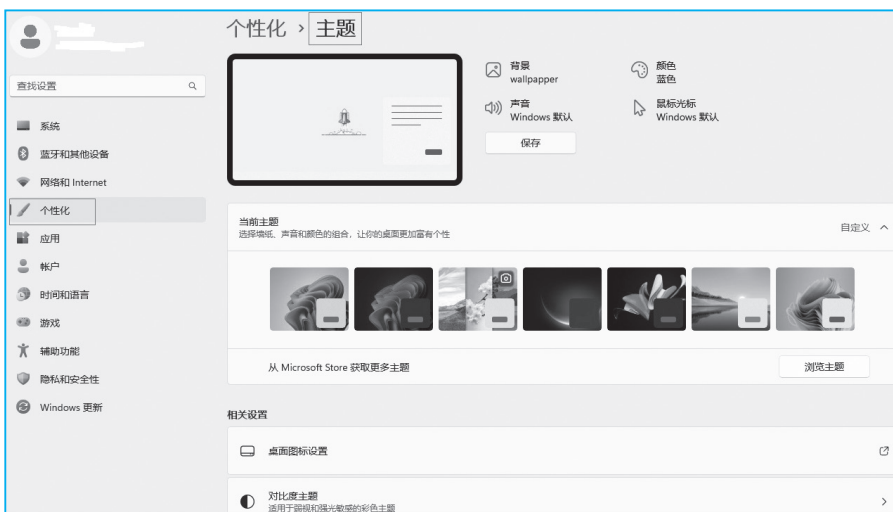 个性化 › 主题
查找设置
系统
蓝牙和其他设备
网络和 Internet
个性化
应用
帐户
时间和语言
游戏
辅助功能
隐私和安全性
Windows 更新
背景
wallpapper
颜色
蓝色
声音
Windows 默认
鼠标光标
Windows 默认
保存
当前主题
选择墙纸、声音和颜色的组合，让你的桌面更加富有个性
自定义
从 Microsoft Store 获取更多主题
浏览主题
相关设置
桌面图标设置
对比度主题
适用于弱视和强光敏感的彩色主题